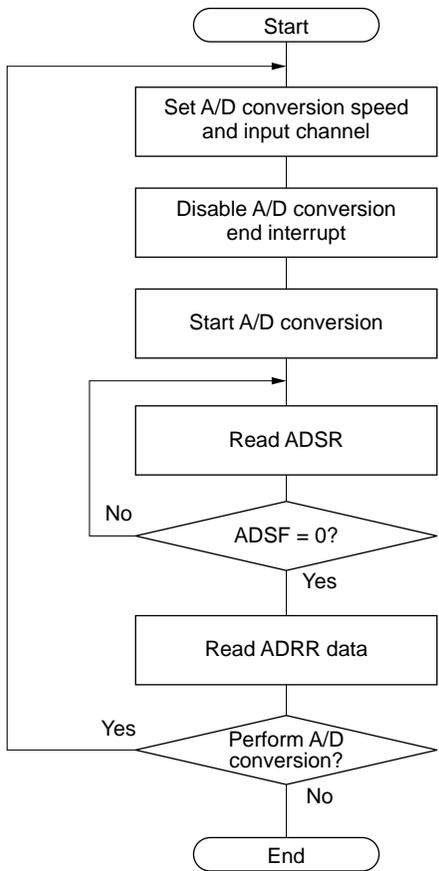 Start
Set A/D conversion speed
and input channel
Disable A/D conversion
end interrupt
Start A/D conversion
Read ADSR
No
ADSF = 0?
Yes
Read ADRR data
Yes
Perform A/D
conversion?
No
End